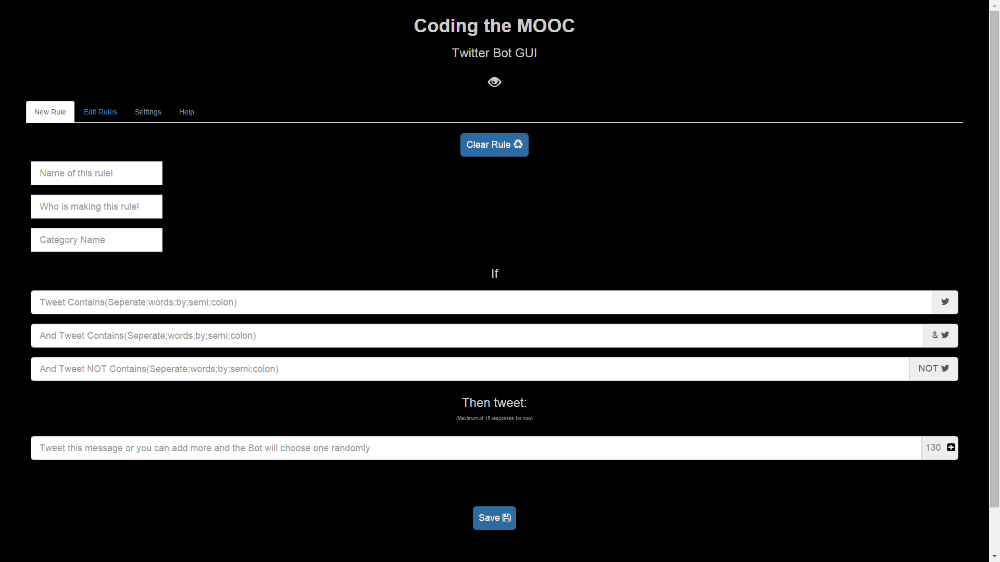 Coding the MOOC
Twitter Bot GUI
New Rule Edit Rules Settings Help
Clear Rule
Name of this rule!
Who is making this rule!
Category Name
If
Tweet Contains(Seperate;words;by;semi;colon)
And Tweet Contains(Seperate;words;by;semi;colon) &
And Tweet NOT Contains(Seperate;words;by;semi;colon) NOT
Then tweet:
(Maximum of 15 responses for now)
Tweet this message or you can add more and the Bot will choose one randomly 130
Save